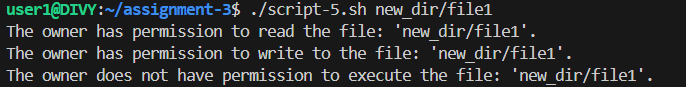 user1@DIVY:~/assignment-3$ ./script-5.sh new_dir/file1
The owner has permission to read the file: 'new_dir/file1'.
The owner has permission to write to the file: 'new_dir/file1'.
The owner does not have permission to execute the file: 'new_dir/file1'.